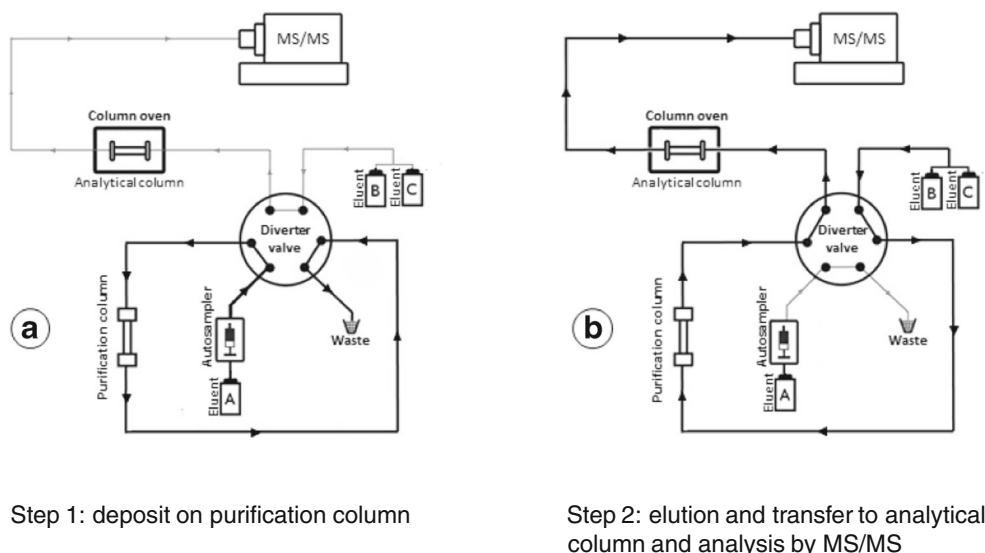 MS/MS
Column oven
Analytical column
Eluent
B
Eluent
C
Diverter
valve
Purification column
Autosampler
Waste
Eluent
A
a
Step 1: deposit on purification column
MS/MS
Column oven
Analytical column
Eluent
B
Eluent
C
Diverter
valve
Purification column
Autosampler
Waste
Eluent
A
b
Step 2: elution and transfer to analytical
column and analysis by MS/MS